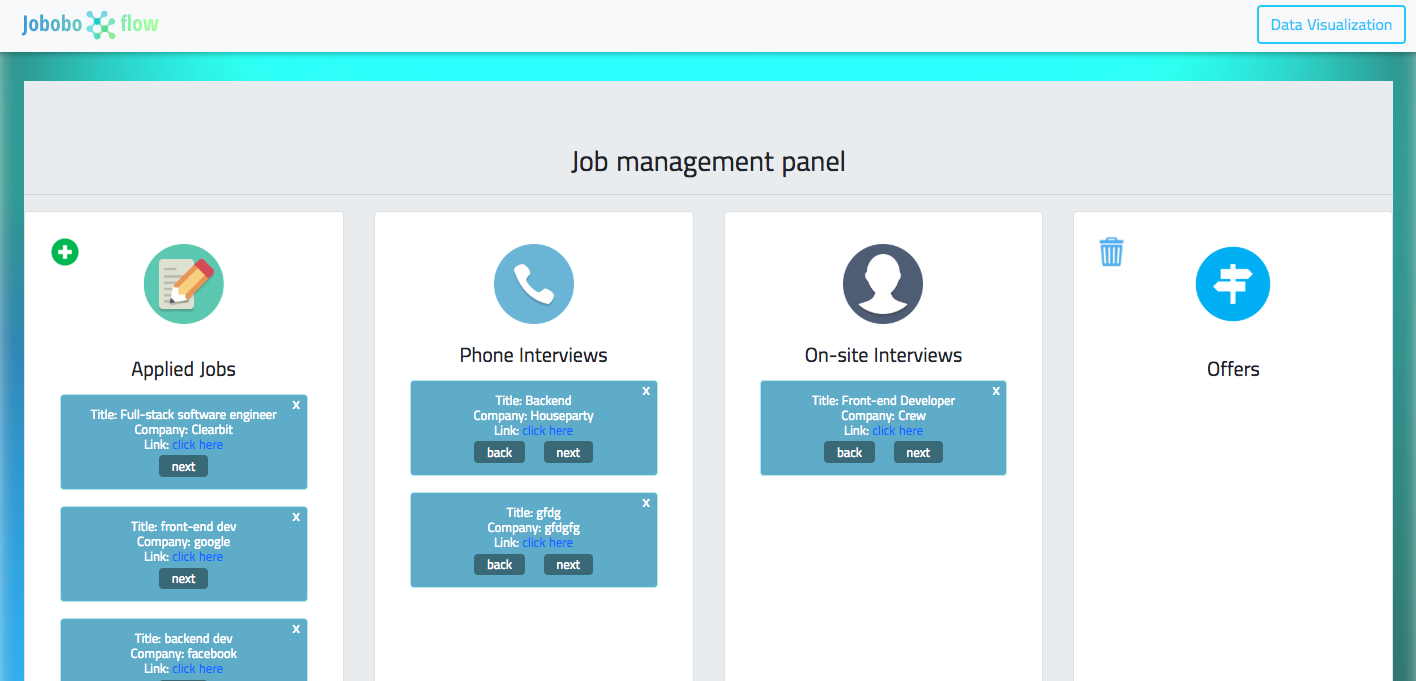 Jobobo flow
Data Visualization
Job management panel
Applied Jobs
Title: Full-stack software engineer
x
Company: Clearbit
Link: click here
next
Title: front-end dev
x
Company: google
Link: click here
next
Title: backend dev
x
Company: facebook
Link: click here
Phone Interviews
Title: Backend
x
Company: Houseparty
Link: click here
back next
Title: gfdg
x
Company: gfdgfg
Link: click here
back next
On-site Interviews
Title: Front-end Developer
x
Company: Crew
Link: click here
back next
Offers